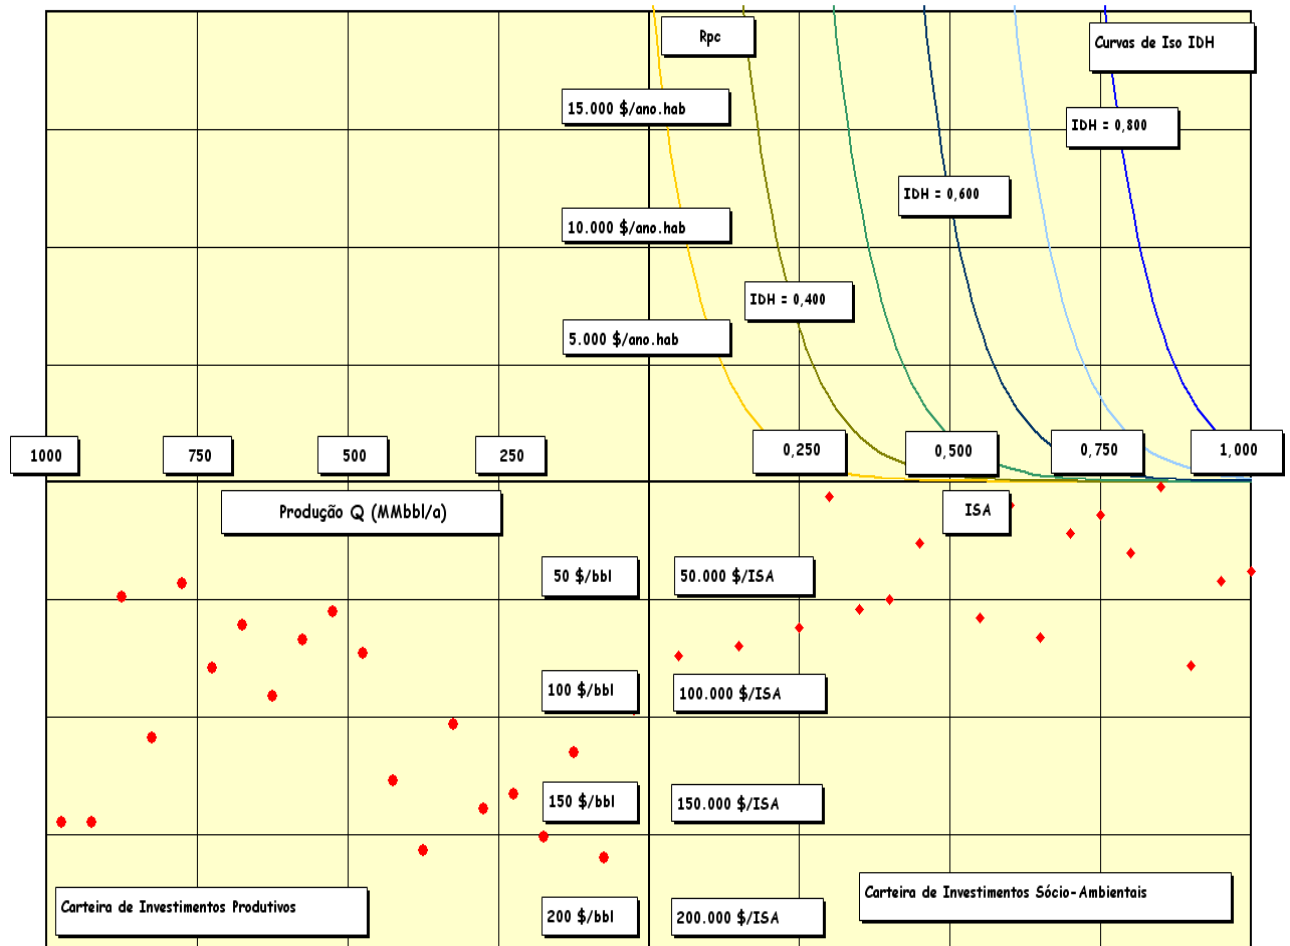 Rpc
Curvas de Iso IDH
15.000 $/ano.hab
IDH = 0,800
IDH = 0,600
10.000 $/ano.hab
IDH = 0,400
5.000 $/ano.hab
1000
750
500
250
0,250
0,500
0,750
1,000
Produção Q (MMbbl/a)
ISA
50 $/bbl
50.000 $/ISA
100 $/bbl
100.000 $/ISA
150 $/bbl
150.000 $/ISA
Carteira de Investimentos Produtivos
Carteira de Investimentos Sócio-Ambientais
200 $/bbl
200.000 $/ISA